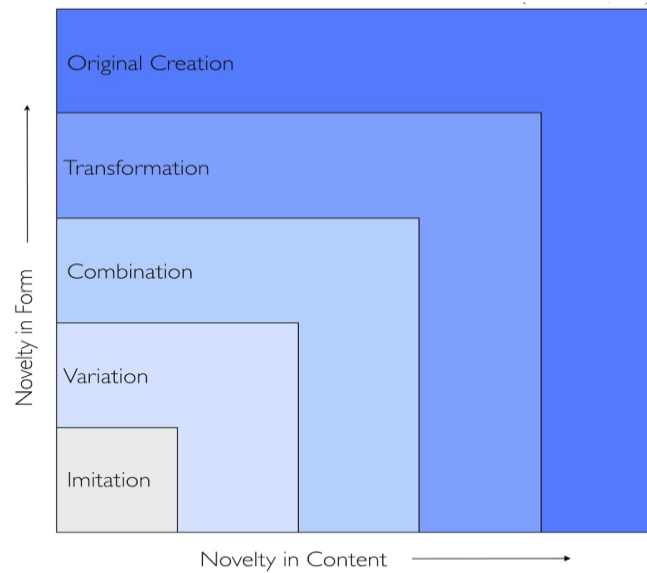 Original Creation
Transformation
Combination
Variation
Imitation
Novelty in Form
Novelty in Content